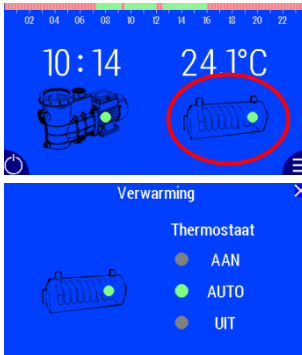 02 04 06 08 10 12 14 16 18 20 22
10:14 24.1°C
Verwarming
Thermostaat
AAN
AUTO
UIT